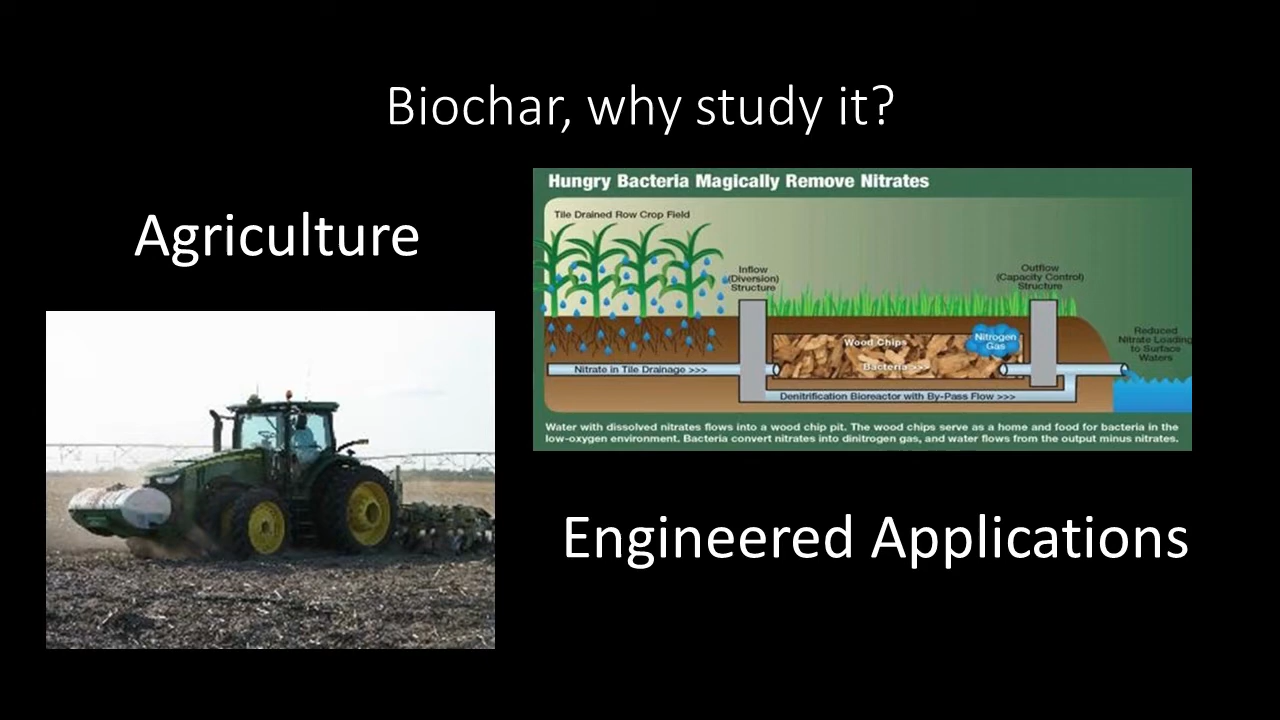 Biochar, why study it?
Agriculture
Hungry Bacteria Magically Remove Nitrates
Tile Drained Row Crop Field
Inflow
(Diversion)
Structure
Outflow
(Capacity Control)
Structure
Reduced
Nitrate Loading
to Surface
Waters
Nitrogen
Gas
Wood Chips
Bacteria >>>
Nitrate in Tile Drainage >>>
Denitrification Bioreactor with By-Pass Flow >>>
Water with dissolved nitrates flows into a wood chip pit. The wood chips serve as a home and food for bacteria in the
low-oxygen environment. Bacteria convert nitrates into dinitrogen gas, and water flows from the output minus nitrates.
Engineered Applications